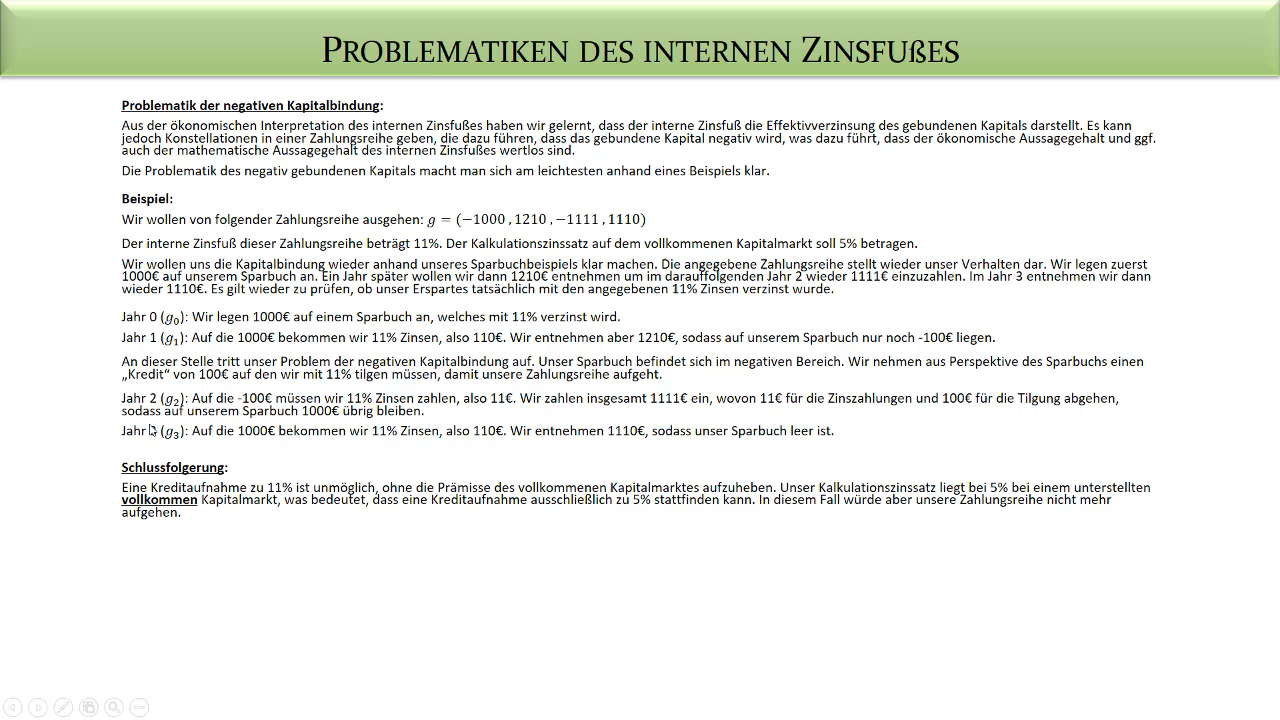 PROBLEMATIKEN DES INTERNEN ZINSFUßES
Problematik der negativen Kapitalbindung:
Aus der ökonomischen Interpretation des internen Zinsfußes haben wir gelernt, dass der interne Zinsfuß die Effektivverzinsung des gebundenen Kapitals darstellt. Es kann
jedoch Konstellationen in einer Zahlungsreihe geben, die dazu führen, dass das gebundene Kapital negativ wird, was dazu führt, dass der ökonomische Aussagegehalt und ggf.
auch der mathematische Aussagegehalt des internen Zinsfußes wertlos sind.
Die Problematik des negativ gebundenen Kapitals macht man sich am leichtesten anhand eines Beispiels klar.
Beispiel:
Wir wollen von folgender Zahlungsreihe ausgehen: g = (−1000 , 1210 , −1111 , 1110)
Der interne Zinsfuß dieser Zahlungsreihe beträgt 11%. Der Kalkulationszinssatz auf dem vollkommenen Kapitalmarkt soll 5% betragen.
Wir wollen uns die Kapitalbindung wieder anhand unseres Sparbuchbeispiels klar machen. Die angegebene Zahlungsreihe stellt wieder unser Verhalten dar. Wir legen zuerst
1000€ auf unserem Sparbuch an. Ein Jahr später wollen wir dann 1210€ entnehmen um im darauffolgenden Jahr 2 wieder 1111€ einzuzahlen. Im Jahr 3 entnehmen wir dann
wieder 1110€. Es gilt wieder zu prüfen, ob unser Erspartes tatsächlich mit den angegebenen 11% Zinsen verzinst wurde.
Jahr 0 (g₀): Wir legen 1000€ auf einem Sparbuch an, welches mit 11% verzinst wird.
Jahr 1 (g₁): Auf die 1000€ bekommen wir 11% Zinsen, also 110€. Wir entnehmen aber 1210€, sodass auf unserem Sparbuch nur noch -100€ liegen.
An dieser Stelle tritt unser Problem der negativen Kapitalbindung auf. Unser Sparbuch befindet sich im negativen Bereich. Wir nehmen aus Perspektive des Sparbuchs einen
„Kredit“ von 100€ auf den wir mit 11% tilgen müssen, damit unsere Zahlungsreihe aufgeht.
Jahr 2 (g₂): Auf die -100€ müssen wir 11% Zinsen zahlen, also 11€. Wir zahlen insgesamt 1111€ ein, wovon 11€ für die Zinszahlungen und 100€ für die Tilgung abgehen,
sodass auf unserem Sparbuch 1000€ übrig bleiben.
Jahr 3 (g₃): Auf die 1000€ bekommen wir 11% Zinsen, also 110€. Wir entnehmen 1110€, sodass unser Sparbuch leer ist.
Schlussfolgerung:
Eine Kreditaufnahme zu 11% ist unmöglich, ohne die Prämisse des vollkommenen Kapitalmarktes aufzuheben. Unser Kalkulationszinssatz liegt bei 5% bei einem unterstellten
vollkommen Kapitalmarkt, was bedeutet, dass eine Kreditaufnahme ausschließlich zu 5% stattfinden kann. In diesem Fall würde aber unsere Zahlungsreihe nicht mehr
aufgehen.